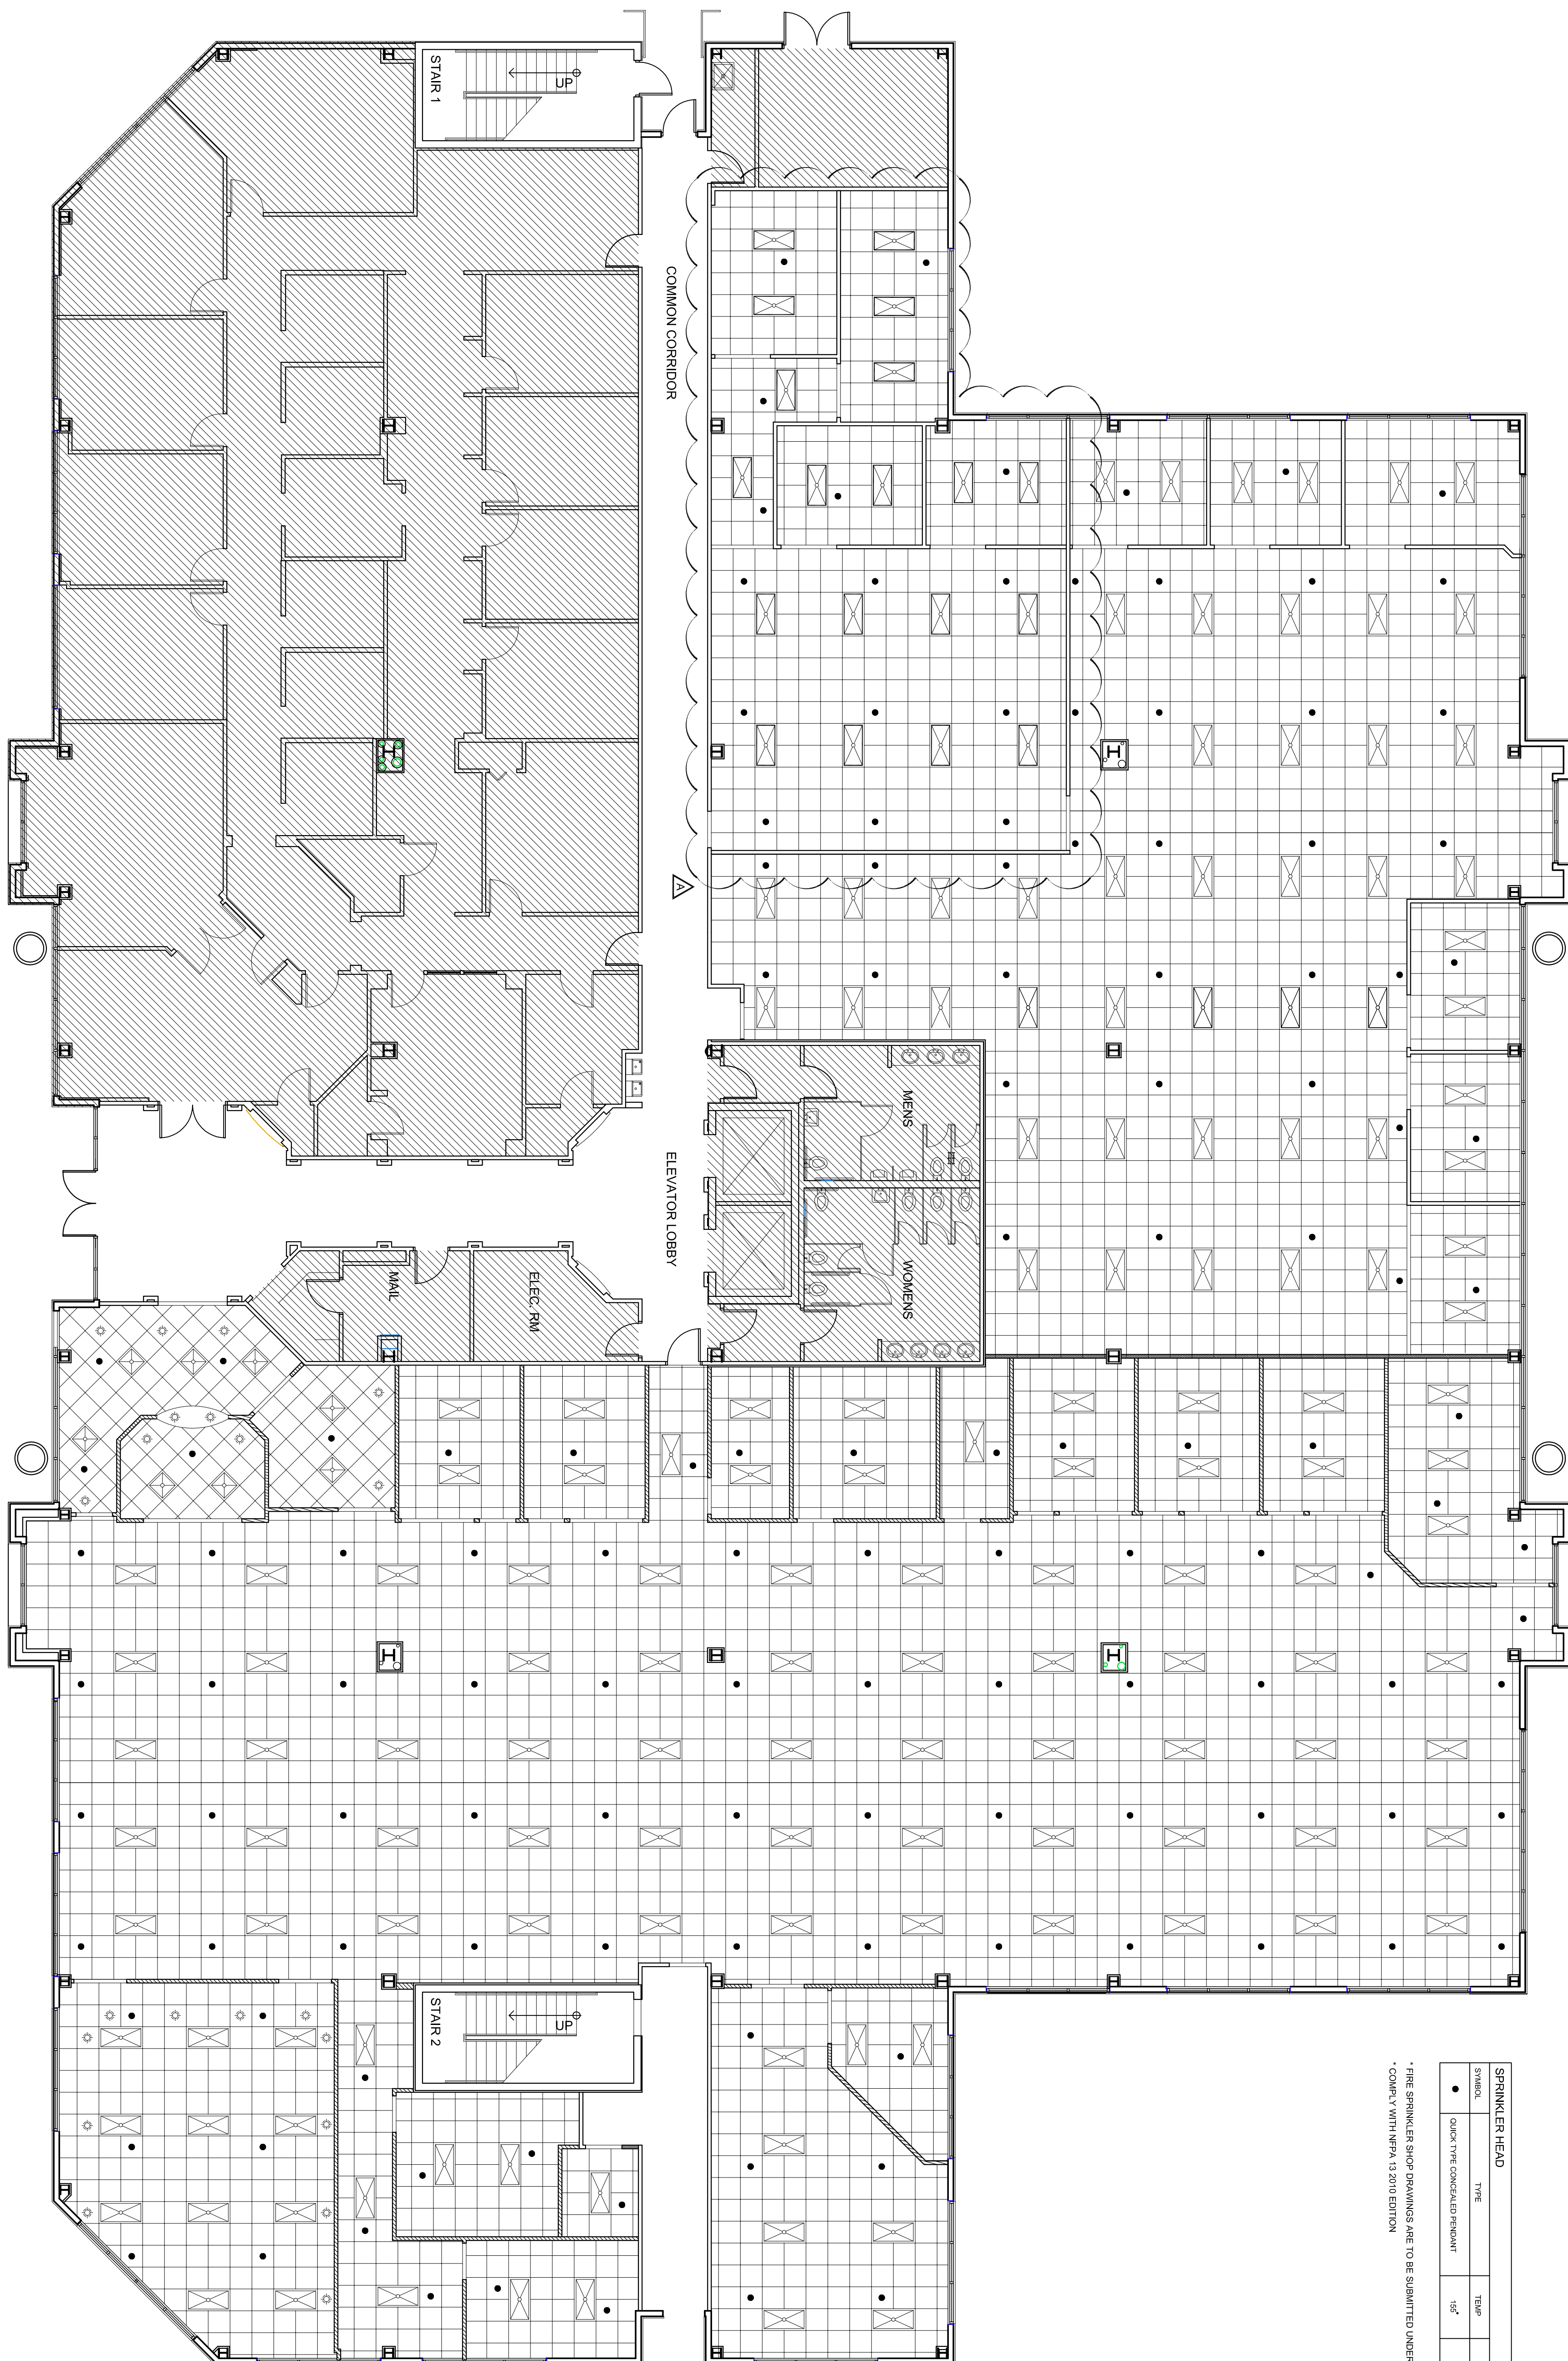 SPRINKLER HEAD
SYMBOL TYPE TEMP
QUICK TYPE CONCEALED PENDANT 155°
* FIRE SPRINKLER SHOP DRAWINGS ARE TO BE SUBMITTED UNDER
* COMPLY WITH NFPA 13 2010 EDITION
STAIR 1
UP
COMMON CORRIDOR
A
MENS
WOMENS
ELEVATOR LOBBY
ELEC. RM
MAIL
STAIR 2
UP